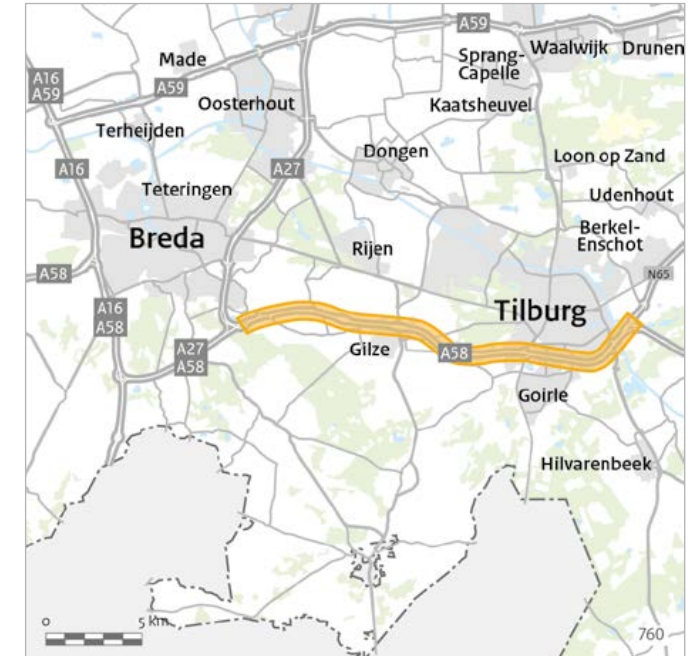 A59
Made
Sprang-
Capelle
Waalwijk
Drunen
A16
A59
A59
Oosterhout
Kaatsheuvel
Terheijden
Dongen
Loon op Zand
A16
A27
Teteringen
Udenhout
Berkel-
Enschot
Breda
Rijen
A58
N65
Tilburg
A16
A58
A27
A58
Gilze
A58
Goirle
Hilvarenbeek
0
5 km
760